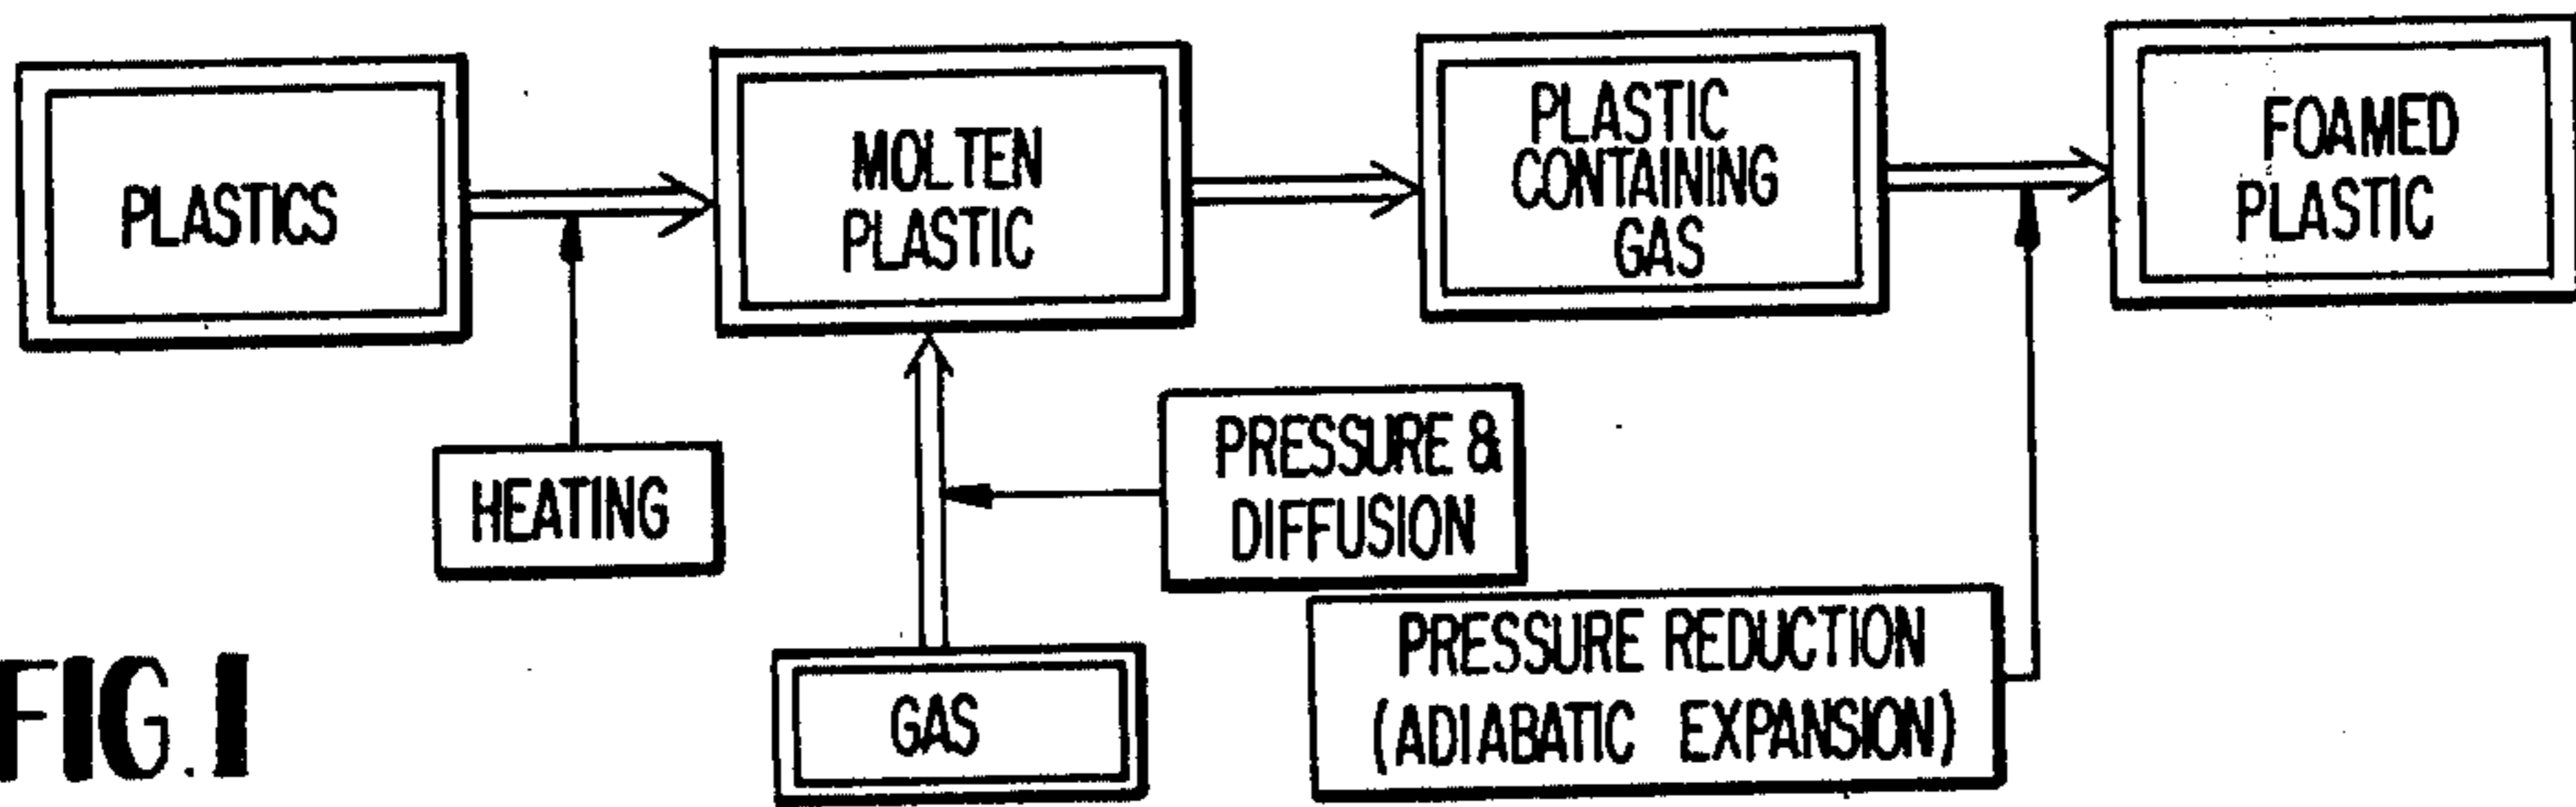 PLASTICS
MOLTEN
PLASTIC
PLASTIC
CONTAINING
GAS
FOAMED
PLASTIC
HEATING
PRESSURE &
DIFFUSION
GAS
PRESSURE REDUCTION
(ADIABATIC EXPANSION)
FIG. 1